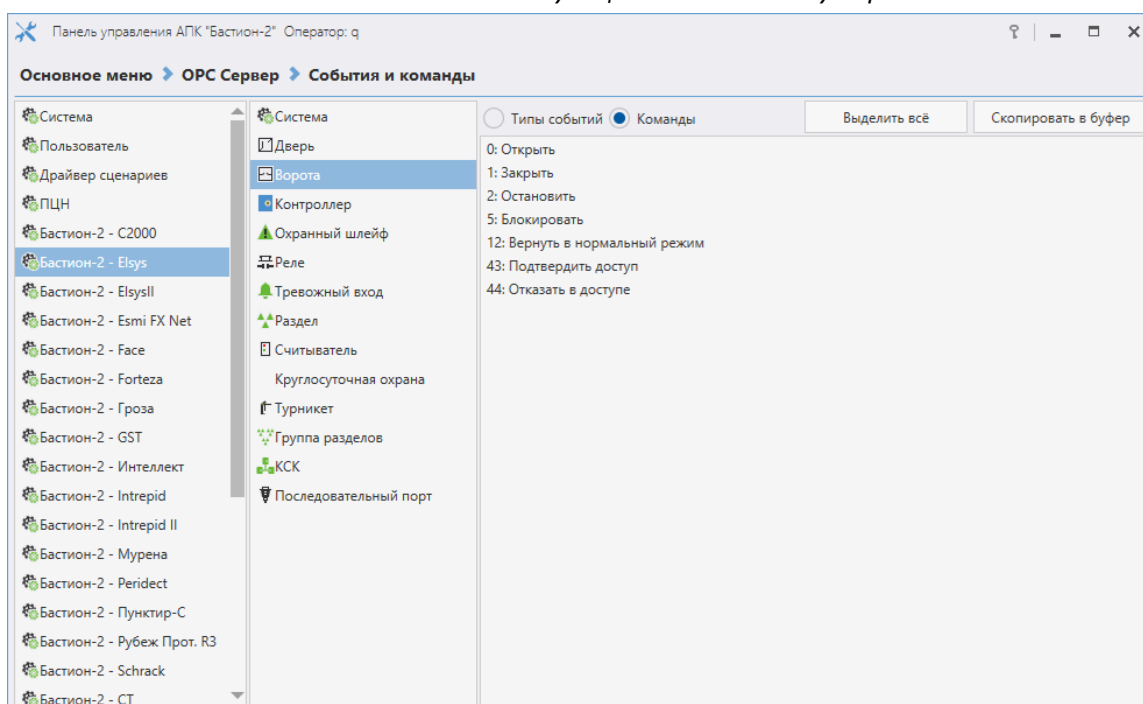 Панель управления АПК "Бастион-2" Оператор: q
Основное меню
ОРС Сервер
События и команды
Система
Пользователь
Драйвер сценариев
ПЦН
Бастион-2 - С2000
Бастион-2 - Elsys
Бастион-2 - ElsysII
Бастион-2 - Esmi FX Net
Бастион-2 - Face
Бастион-2 - Forteza
Бастион-2 - Гроза
Бастион-2 - GST
Бастион-2 - Интеллект
Бастион-2 - Intrepid
Бастион-2 - Intrepid II
Бастион-2 - Мурена
Бастион-2 - Peridect
Бастион-2 - Пунктир-С
Бастион-2 - Рубеж Прот. R3
Бастион-2 - Schrack
Бастион-2 - СТ
Система
Дверь
Ворота
Контроллер
Охранный шлейф
Реле
Тревожный вход
Раздел
Считыватель
Круглосуточная охрана
Турникет
Группа разделов
КСК
Последовательный порт
Типы событий
Команды
Выделить всё
Скопировать в буфер
0: Открыть
1: Закрыть
2: Остановить
5: Блокировать
12: Вернуть в нормальный режим
43: Подтвердить доступ
44: Отказать в доступе